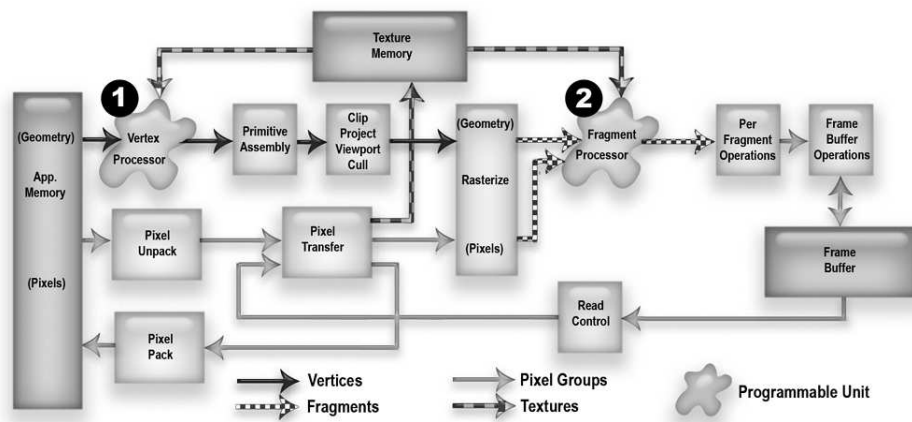 Texture
Memory
1
2
(Geometry)
App.
Memory
(Pixels)
Vertex
Processor
Primitive
Assembly
Clip
Project
Viewport
Cull
(Geometry)
Rasterize
(Pixels)
Fragment
Processor
Per
Fragment
Operations
Frame
Buffer
Operations
Pixel
Unpack
Pixel
Transfer
Frame
Buffer
Read
Control
Pixel
Pack
Vertices
Fragments
Pixel Groups
Textures
Programmable Unit